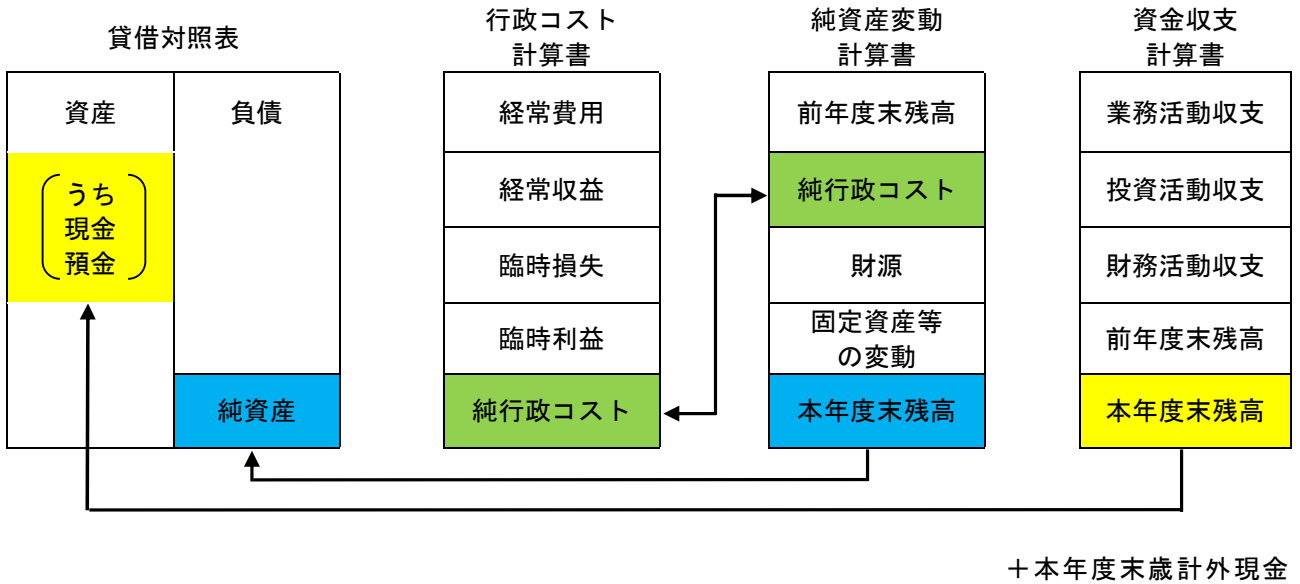 貸借対照表
資産
負債
うち
現金
預金
純資産
行政コスト
計算書
経常費用
経常収益
臨時損失
臨時利益
純行政コスト
純資産変動
計算書
前年度末残高
純行政コスト
財源
固定資産等
の変動
本年度末残高
資金収支
計算書
業務活動収支
投資活動収支
財務活動収支
前年度末残高
本年度末残高
＋本年度末歳計外現金